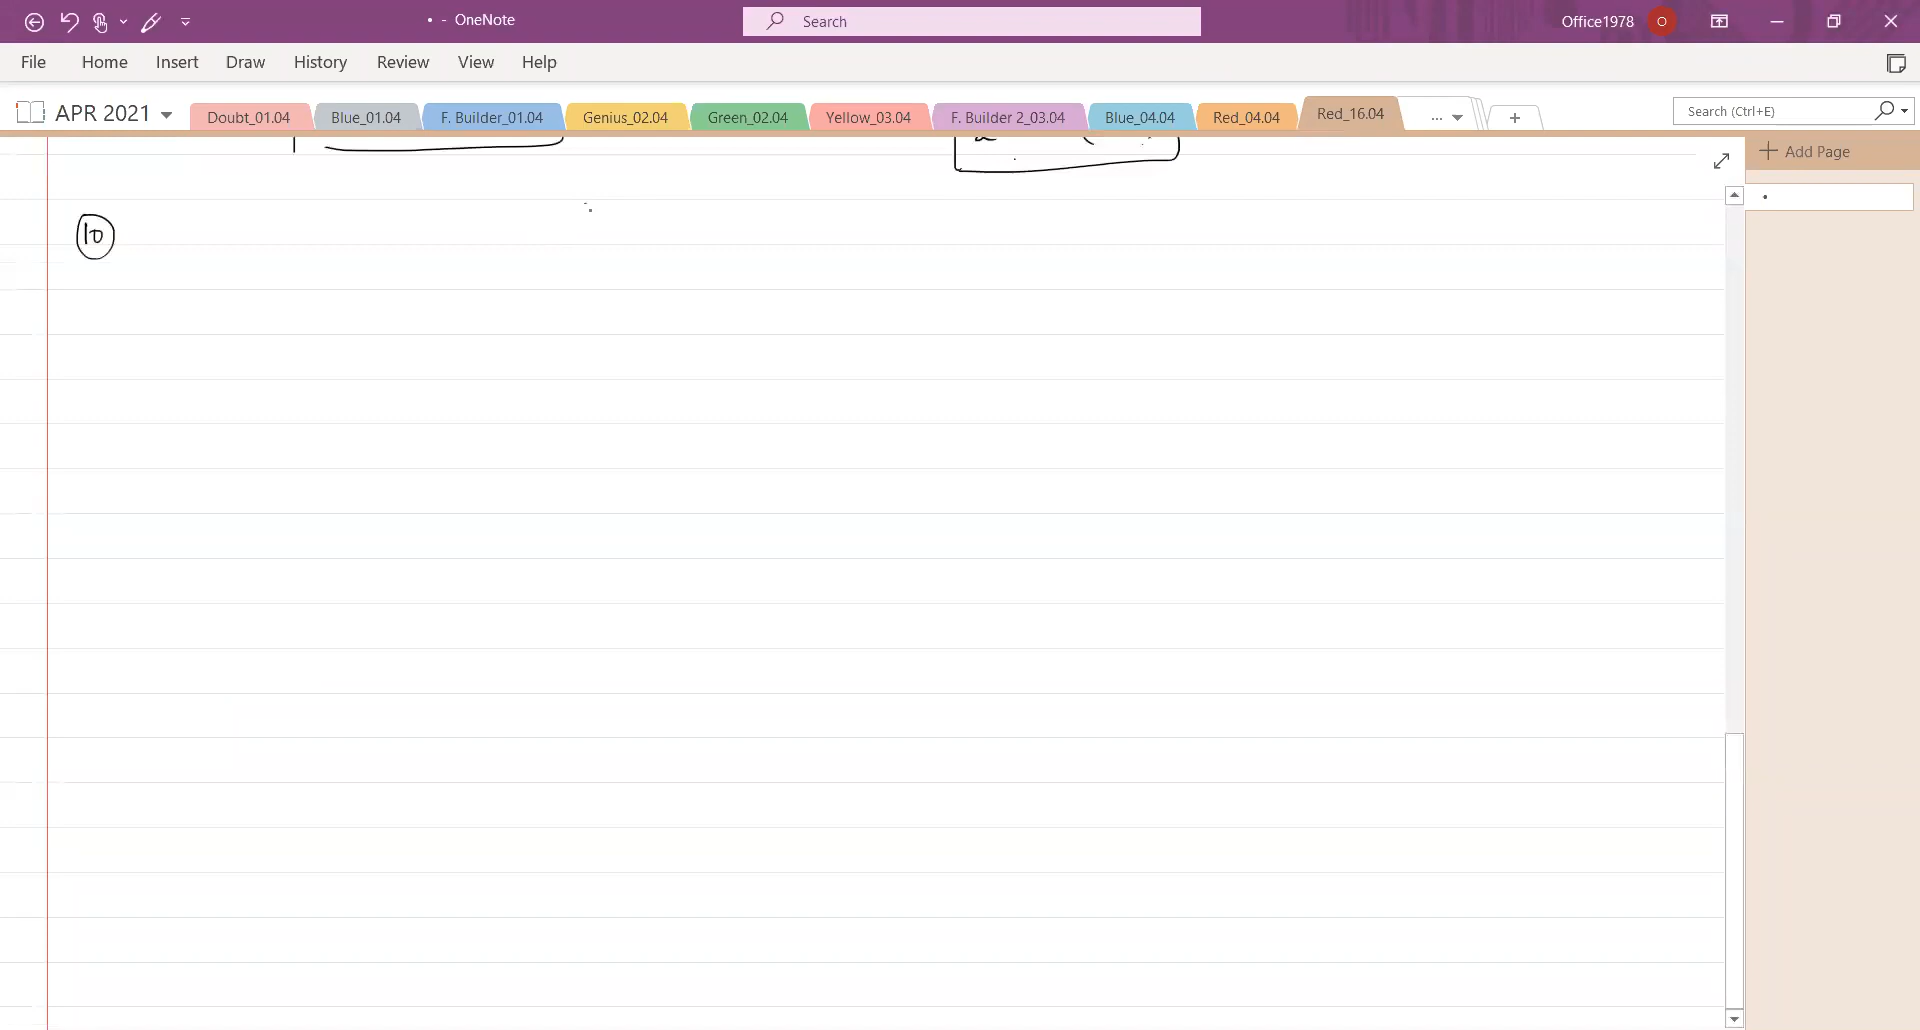 - OneNote
Search
Office1978
O
File Home Insert Draw History Review View Help
APR 2021
Doubt_01.04 Blue_01.04 F. Builder_01.04 Genius_02.04 Green_02.04 Yellow_03.04 F. Builder 2_03.04 Blue_04.04 Red_04.04 Red_16.04 ... +
Search (Ctrl+E)
Add Page
10